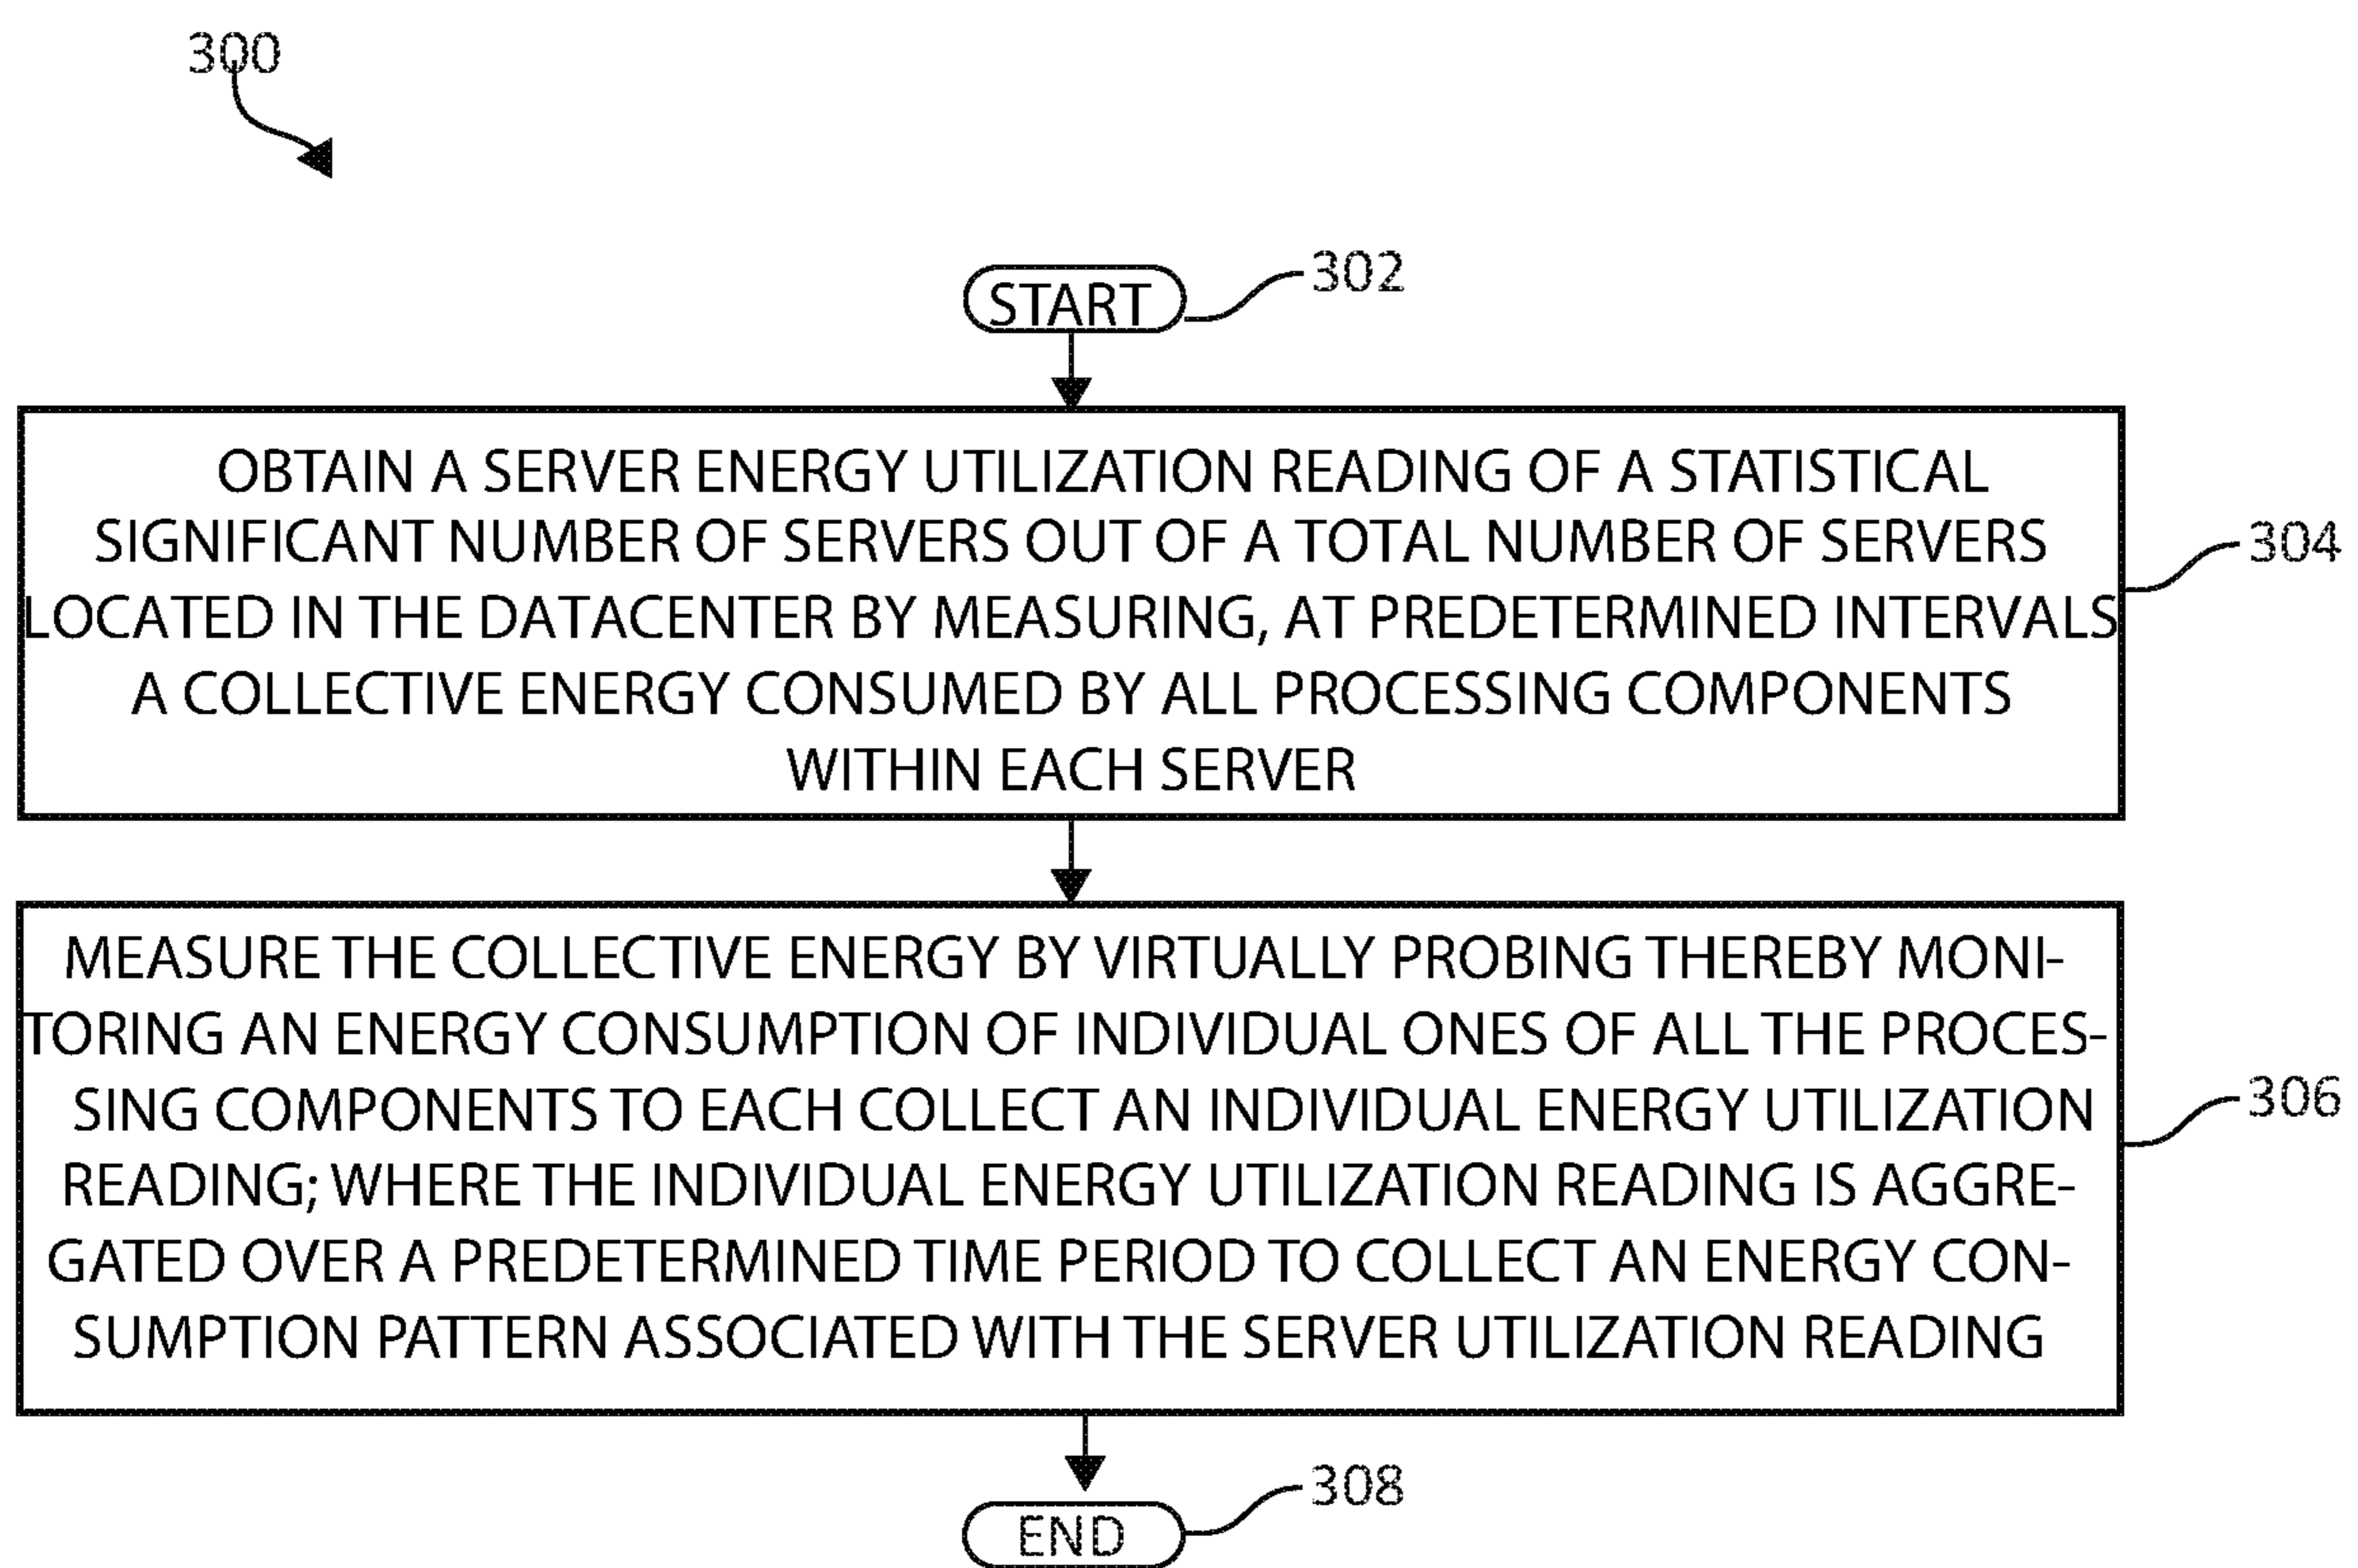 300
START
302
OBTAIN A SERVER ENERGY UTILIZATION READING OF A STATISTICAL
SIGNIFICANT NUMBER OF SERVERS OUT OF A TOTAL NUMBER OF SERVERS
LOCATED IN THE DATACENTER BY MEASURING, AT PREDETERMINED INTERVALS
A COLLECTIVE ENERGY CONSUMED BY ALL PROCESSING COMPONENTS
WITHIN EACH SERVER
304
MEASURE THE COLLECTIVE ENERGY BY VIRTUALLY PROBING THEREBY MONI-
TORING AN ENERGY CONSUMPTION OF INDIVIDUAL ONES OF ALL THE PROCES-
SING COMPONENTS TO EACH COLLECT AN INDIVIDUAL ENERGY UTILIZATION
READING; WHERE THE INDIVIDUAL ENERGY UTILIZATION READING IS AGGRE-
GATED OVER A PREDETERMINED TIME PERIOD TO COLLECT AN ENERGY CON-
SUMPTION PATTERN ASSOCIATED WITH THE SERVER UTILIZATION READING
306
END
308